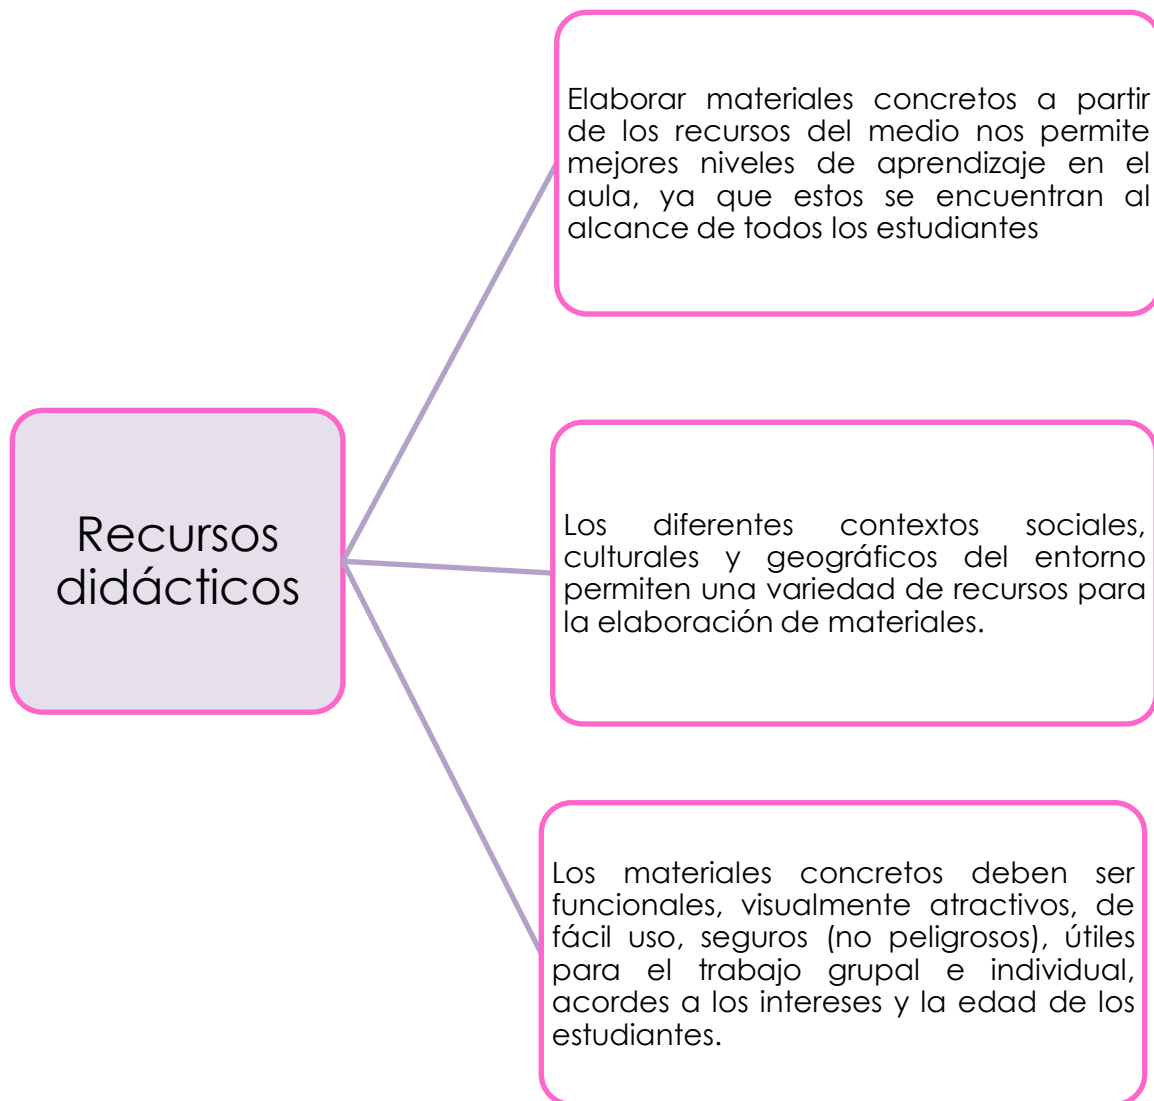 Elaborar materiales concretos a partir
de los recursos del medio nos permite
mejores niveles de aprendizaje en el
aula, ya que estos se encuentran al
alcance de todos los estudiantes
Recursos
didácticos
Los diferentes contextos sociales,
culturales y geográficos del entorno
permiten una variedad de recursos para
la elaboración de materiales.
Los materiales concretos deben ser
funcionales, visualmente atractivos, de
fácil uso, seguros (no peligrosos), útiles
para el trabajo grupal e individual,
acordes a los intereses y la edad de los
estudiantes.